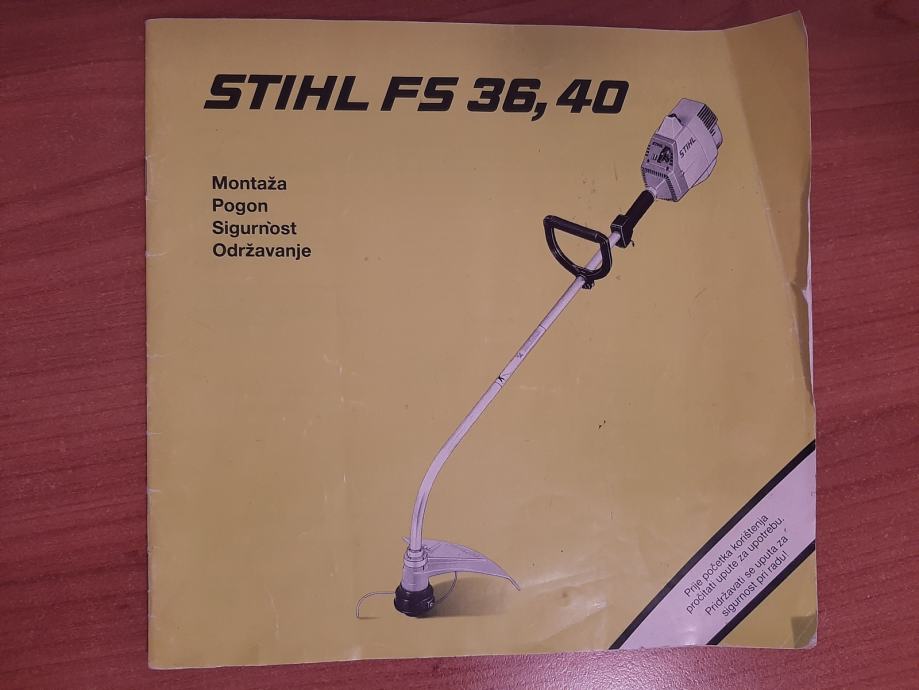 STIHL FS 36, 40
Montaža
Pogon
Sigurnost
Održavanje
STIHL
Prije početka korištenja
pročitati upute za upotrebu.
Pridržavati se uputa za
sigurnost pri radu!